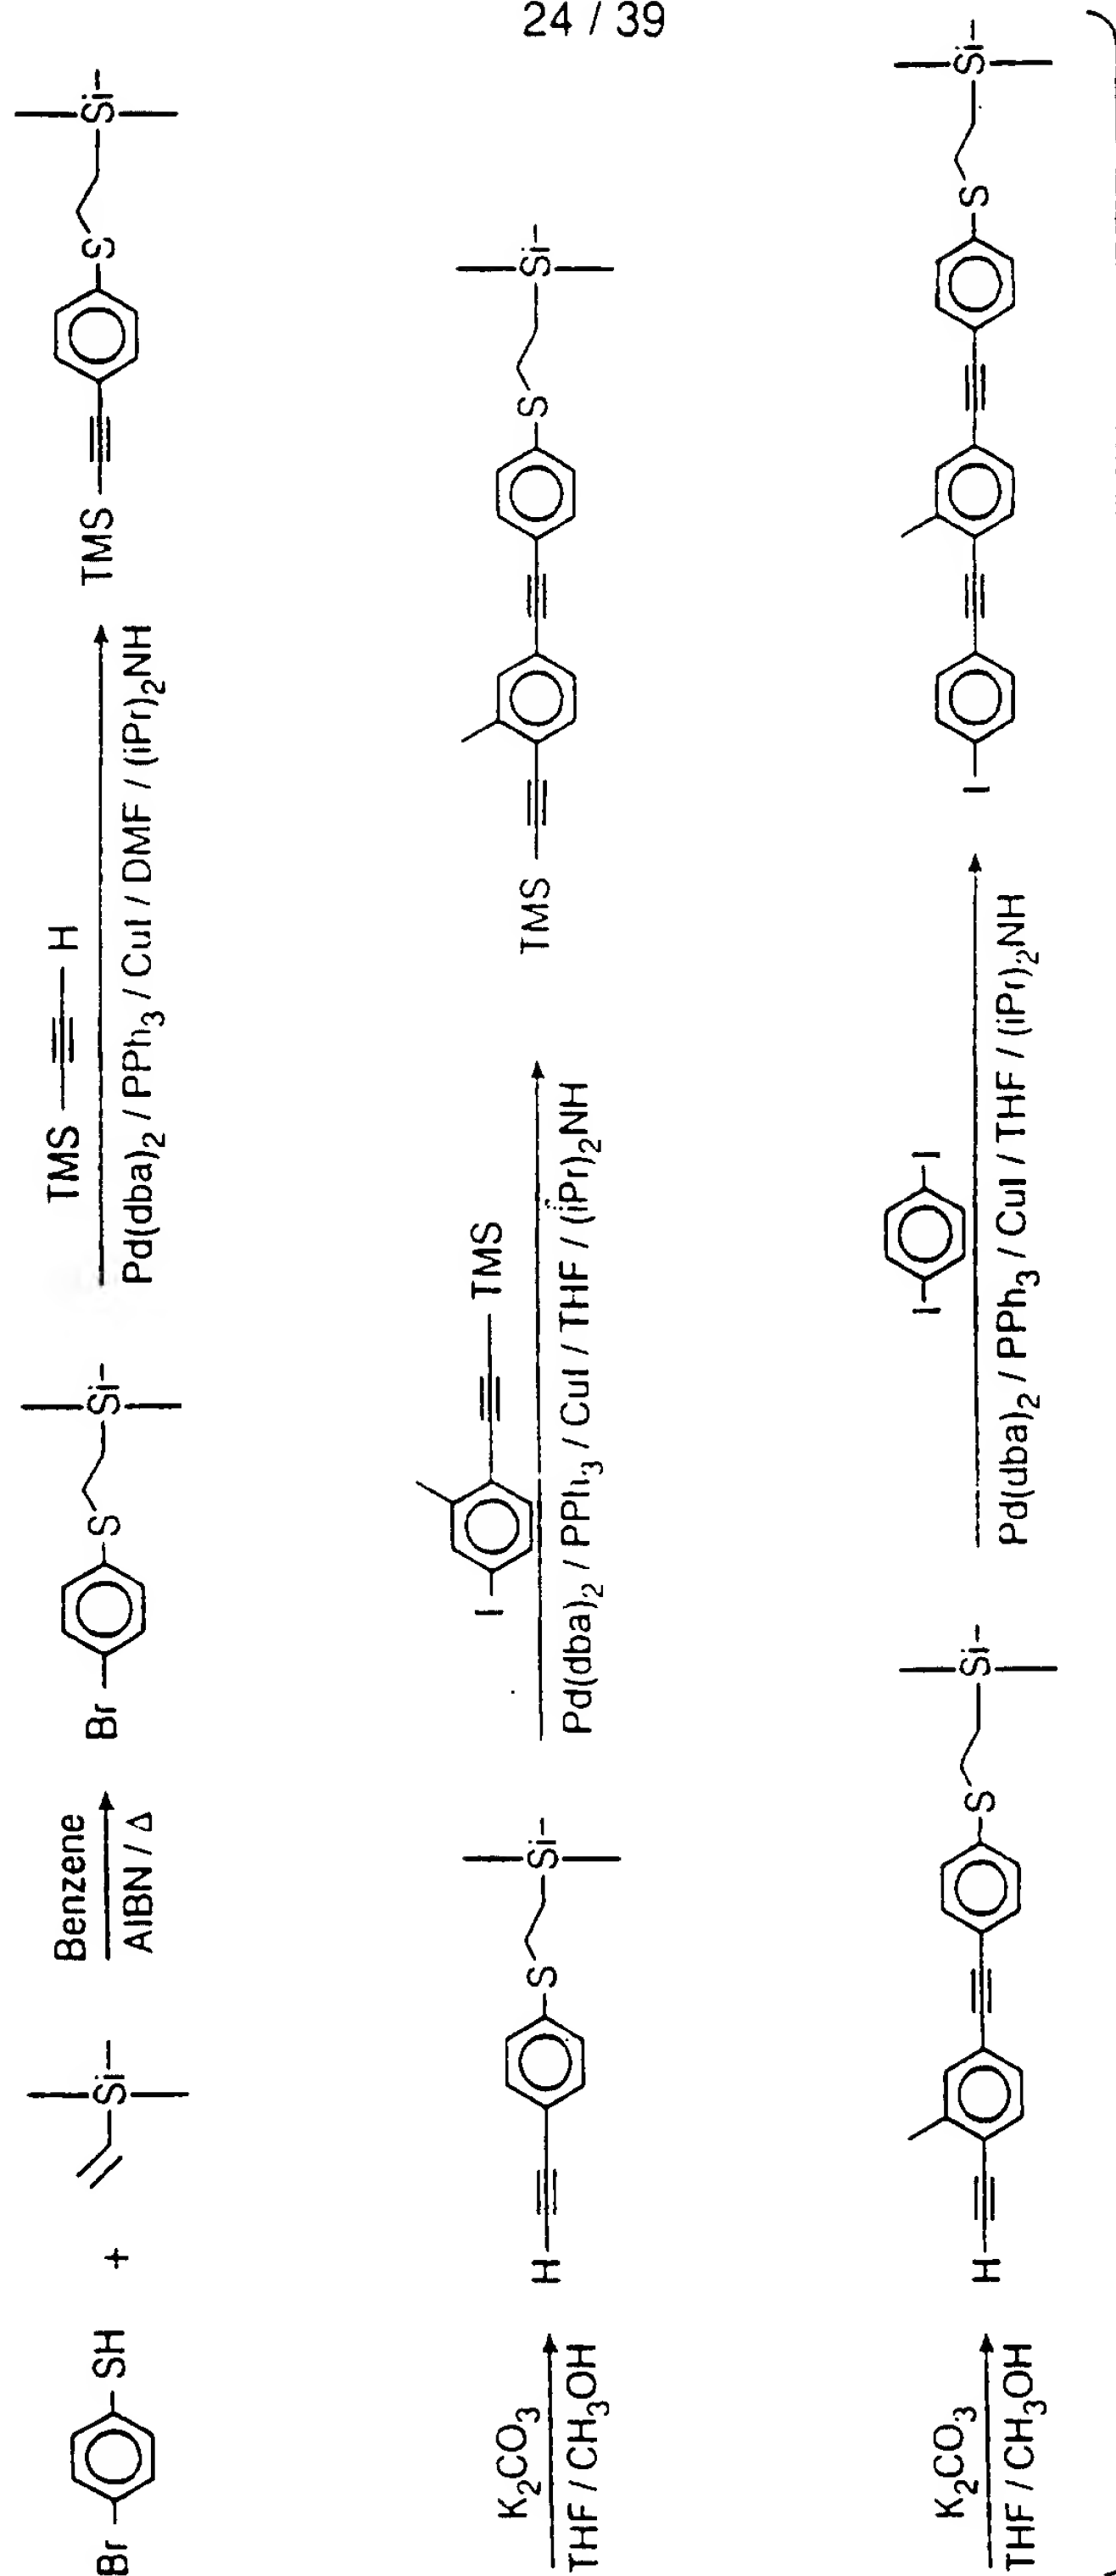 24 / 39
Br
SH
+
Si
Benzene
AIBN / Δ
Br
S
Si
TMS
H
Pd(dba)2 / PPh3 / CuI / DMF / (iPr)2NH
TMS
S
Si
K2CO3
THF / CH3OH
H
S
Si
I
TMS
Pd(dba)2 / PPh3 / CuI / THF / (iPr)2NH
TMS
S
Si
K2CO3
THF / CH3OH
H
S
Si
I
I
Pd(dba)2 / PPh3 / CuI / THF / (iPr)2NH
I
S
Si